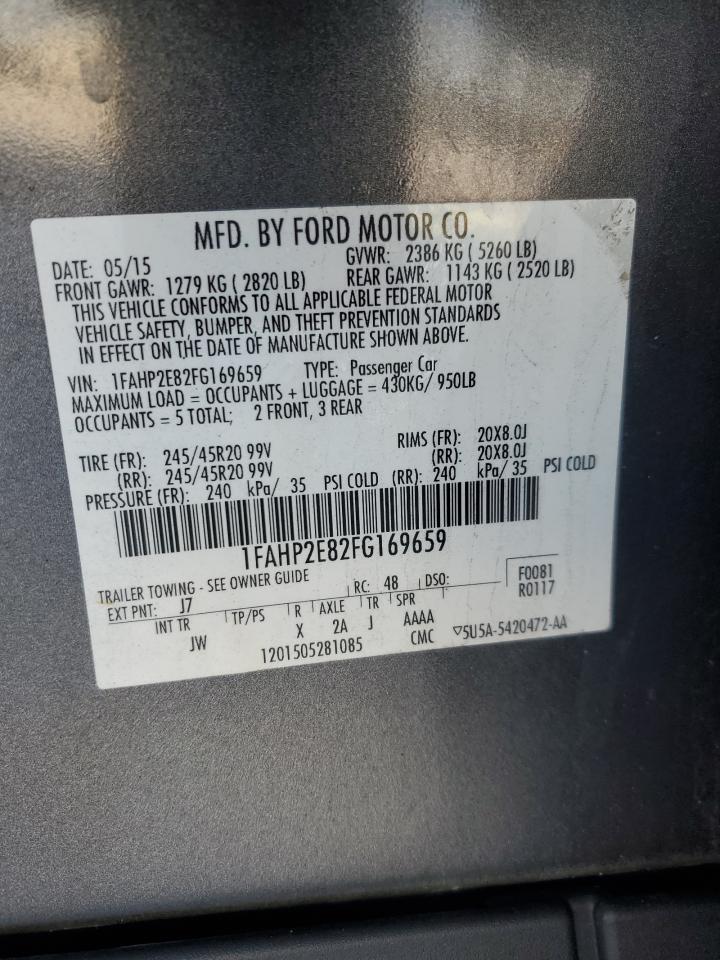 MFD. BY FORD MOTOR CO.
DATE: 05/15 GVWR: 2386 KG ( 5260 LB)
FRONT GAWR: 1279 KG ( 2820 LB) REAR GAWR: 1143 KG ( 2520 LB)
THIS VEHICLE CONFORMS TO ALL APPLICABLE FEDERAL MOTOR
VEHICLE SAFETY, BUMPER, AND THEFT PREVENTION STANDARDS
IN EFFECT ON THE DATE OF MANUFACTURE SHOWN ABOVE.
VIN: 1FAHP2E82FG169659 TYPE: Passenger Car
MAXIMUM LOAD = OCCUPANTS + LUGGAGE = 430KG/ 950LB
OCCUPANTS = 5 TOTAL; 2 FRONT, 3 REAR
TIRE (FR): 245/45R20 99V RIMS (FR): 20X8.0J
(RR): 245/45R20 99V (RR): 20X8.0J
PRESSURE (FR): 240 kPa/ 35 PSI COLD (RR): 240 kPa/ 35 PSI COLD
1FAHP2E82FG169659
TRAILER TOWING - SEE OWNER GUIDE RC: 48 DSO: F0081
EXT PNT: J7 R0117
INT TR TP/PS R AXLE TR SPR
JW X 2A J AAAA
1201505281085 CMC ▽5U5A-5420472-AA